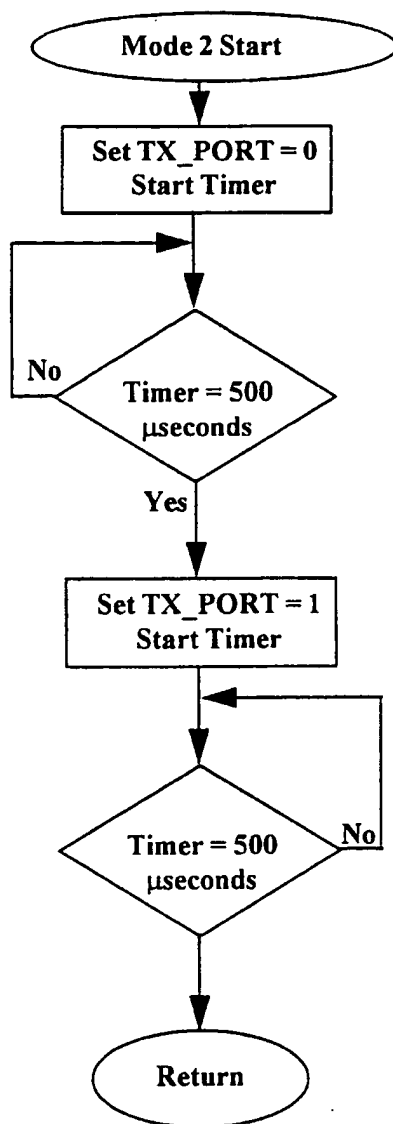 Mode 2 Start
Set TX_PORT = 0
Start Timer
No
Timer = 500
μseconds
Yes
Set TX_PORT = 1
Start Timer
Timer = 500
No
μseconds
Return